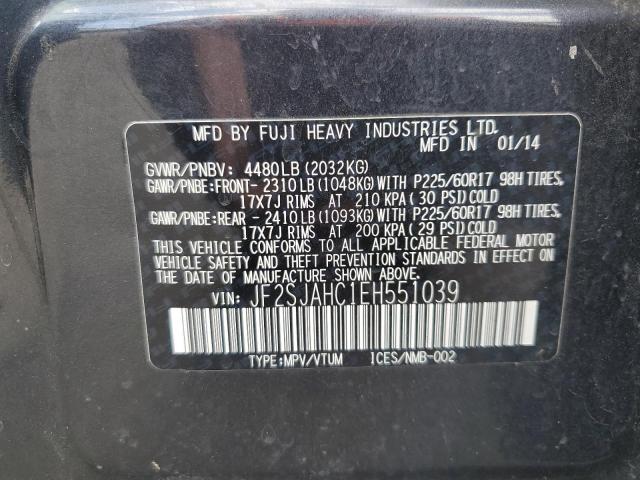 MFD BY FUJI HEAVY INDUSTRIES LTD.
MFD IN 01/14
GVWR/PNBV: 4480LB (2032KG)
GAWR/PNBE:FRONT- 2310LB(1048KG)WITH P225/60R17 98H TIRES,
17X7J RIMS AT 210 KPA ( 30 PSI) COLD
GAWR/PNBE:REAR - 2410LB(1093KG)WITH P225/60R17 98H TIRES,
17X7J RIMS AT 200 KPA ( 29 PSI) COLD
THIS VEHICLE CONFORMS TO ALL APPLICABLE FEDERAL MOTOR
VEHICLE SAFETY AND THEFT PREVENTION STANDARDS IN EFFECT ON
THE DATE OF MANUFACTURE SHOWN ABOVE.
VIN: JF2SJAHC1EH551039
TYPE:MPV/VTUM ICES/NMB-002